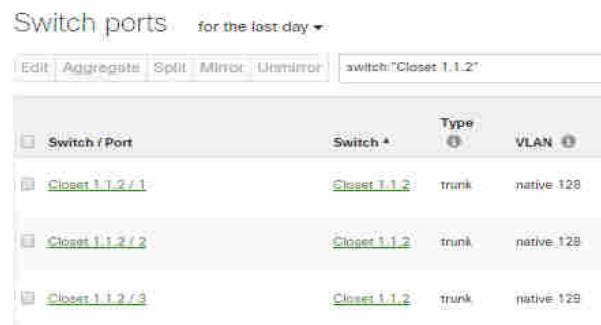 Switch ports for the last day
Edit Aggregate Split Mirror Unmirror switch:"Closet 1.1.2"
Switch / Port Switch Type VLAN
Closet 1.1.2 / 1 Closet 1.1.2 trunk native 128
Closet 1.1.2 / 2 Closet 1.1.2 trunk native 128
Closet 1.1.2 / 3 Closet 1.1.2 trunk native 128